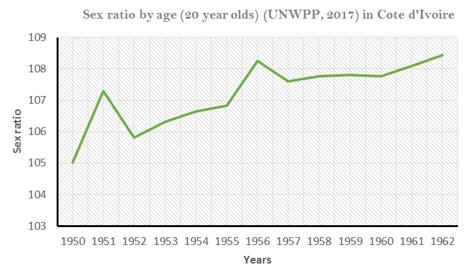 Sex ratio by age (20 year olds) (UNWPP, 2017) in Cote d'Ivoire
109
108
107
106
105
104
103
Sex ratio
1950 1951 1952 1953 1954 1955 1956 1957 1958 1959 1960 1961 1962
Years